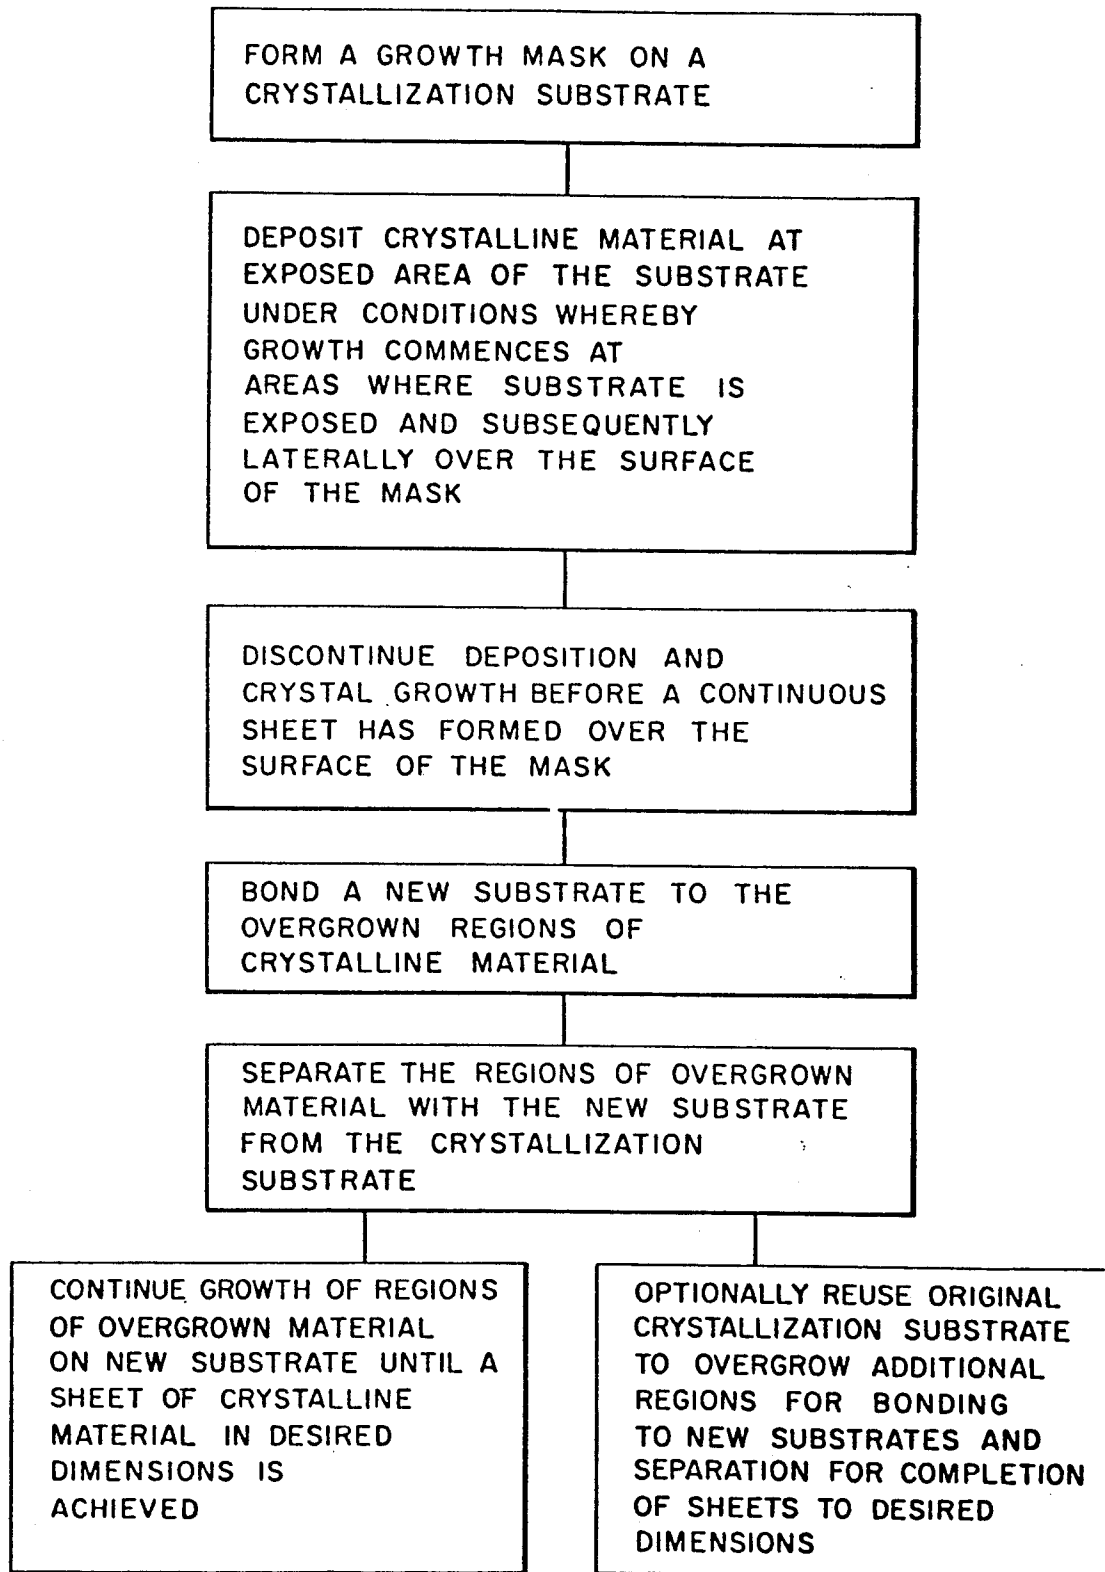 FORM A GROWTH MASK ON A
CRYSTALLIZATION SUBSTRATE
DEPOSIT CRYSTALLINE MATERIAL AT
EXPOSED AREA OF THE SUBSTRATE
UNDER CONDITIONS WHEREBY
GROWTH COMMENCES AT
AREAS WHERE SUBSTRATE IS
EXPOSED AND SUBSEQUENTLY
LATERALLY OVER THE SURFACE
OF THE MASK
DISCONTINUE DEPOSITION AND
CRYSTAL GROWTH BEFORE A CONTINUOUS
SHEET HAS FORMED OVER THE
SURFACE OF THE MASK
BOND A NEW SUBSTRATE TO THE
OVERGROWN REGIONS OF
CRYSTALLINE MATERIAL
SEPARATE THE REGIONS OF OVERGROWN
MATERIAL WITH THE NEW SUBSTRATE
FROM THE CRYSTALLIZATION
SUBSTRATE
CONTINUE GROWTH OF REGIONS
OF OVERGROWN MATERIAL
ON NEW SUBSTRATE UNTIL A
SHEET OF CRYSTALLINE
MATERIAL IN DESIRED
DIMENSIONS IS
ACHIEVED
OPTIONALLY REUSE ORIGINAL
CRYSTALLIZATION SUBSTRATE
TO OVERGROW ADDITIONAL
REGIONS FOR BONDING
TO NEW SUBSTRATES AND
SEPARATION FOR COMPLETION
OF SHEETS TO DESIRED
DIMENSIONS